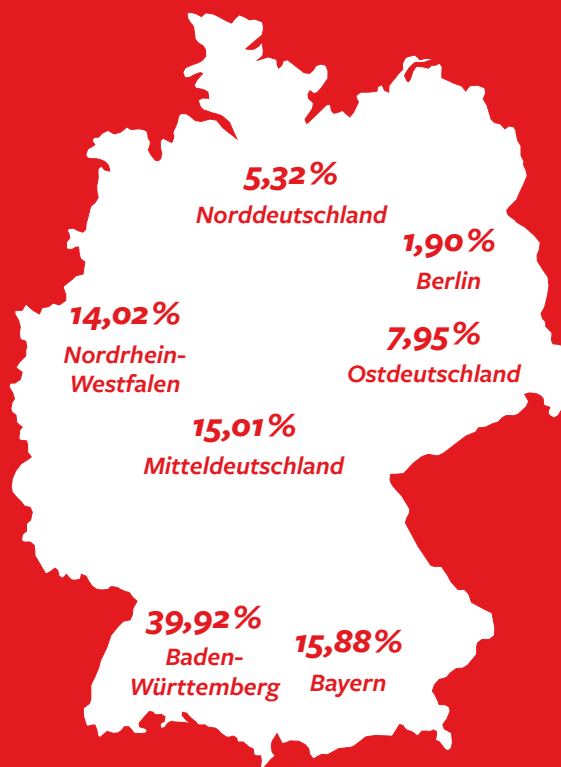 5,32%
Norddeutschland
1,90%
Berlin
14,02%
Nordrhein-
Westfalen
7,95%
Ostdeutschland
15,01%
Mitteldeutschland
39,92%
Baden-
Württemberg
15,88%
Bayern